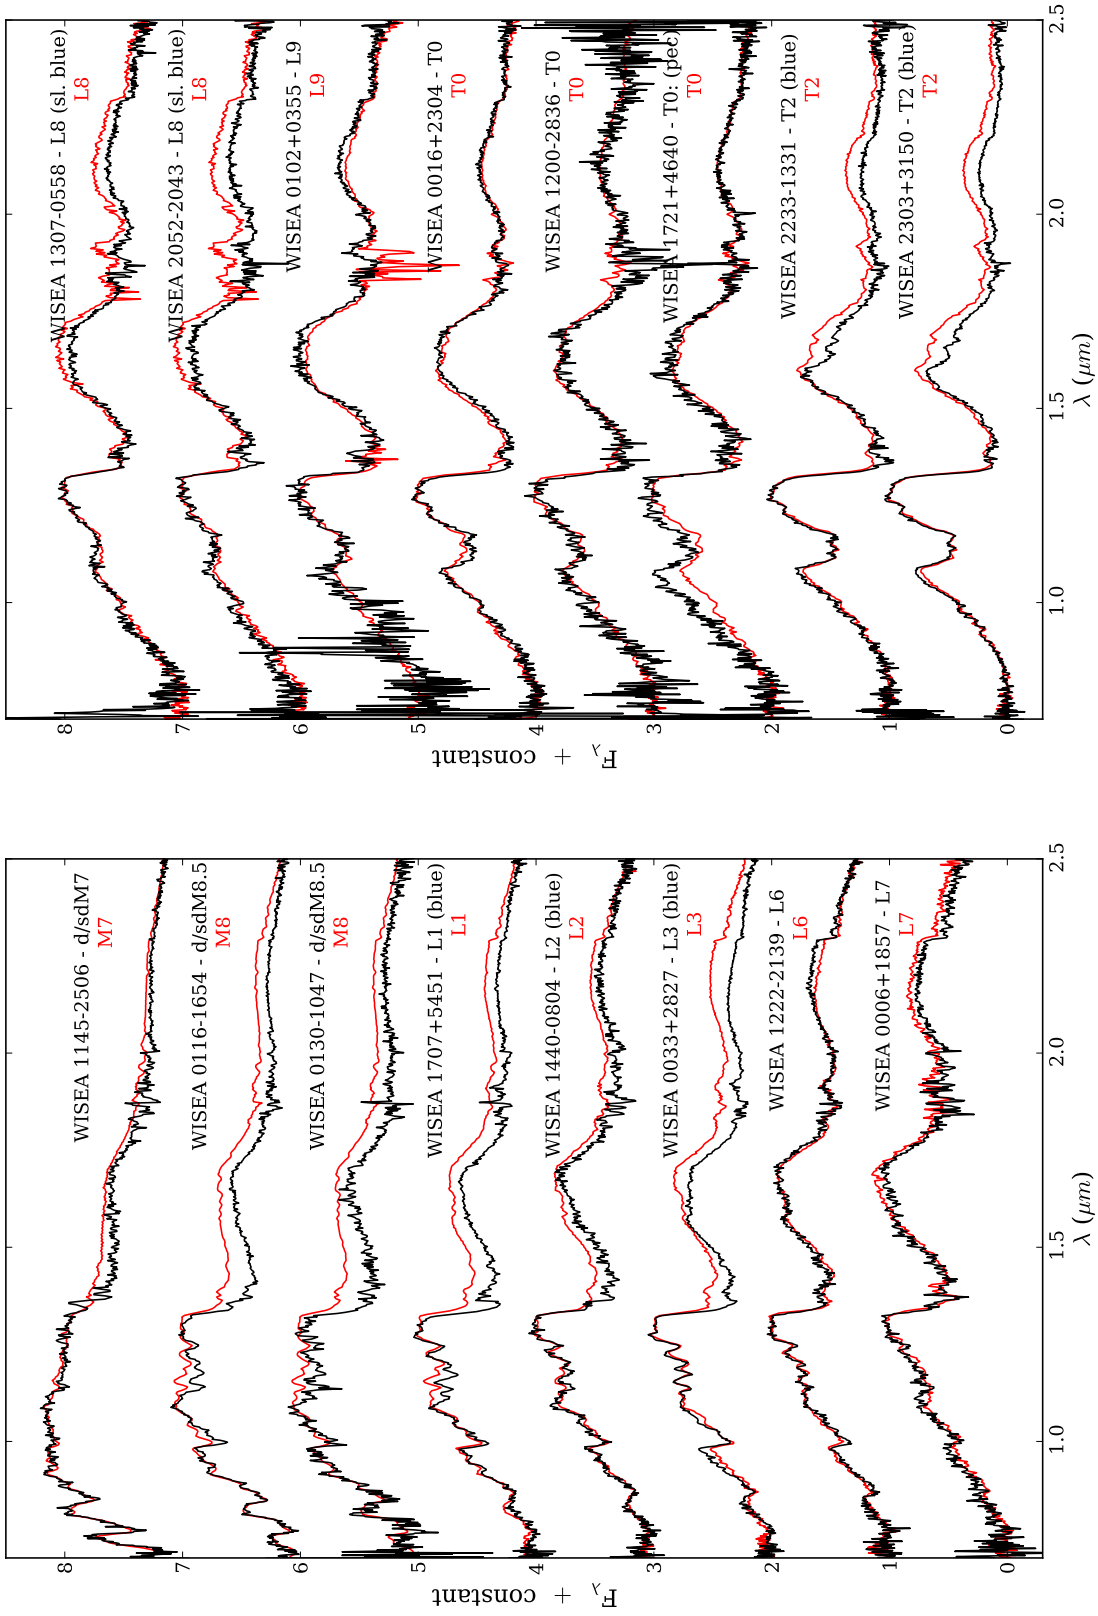 WISEA 1145-2506 - d/sdM7
M7
WISEA 0116-1654 - d/sdM8.5
M8
WISEA 0130-1047 - d/sdM8.5
M8
WISEA 1707+5451 - L1 (blue)
L1
WISEA 1440-0804 - L2 (blue)
L2
WISEA 0033+2827 - L3 (blue)
L3
WISEA 1222-2139 - L6
L6
WISEA 0006+1857 - L7
L7
8
7
6
5
4
3
2
1
0
F_λ + constant
1.0
1.5
2.0
2.5
λ (μm)
WISEA 1307-0558 - L8 (sl. blue)
L8
WISEA 2052-2043 - L8 (sl. blue)
L8
WISEA 0102+0355 - L9
L9
WISEA 0016+2304 - T0
T0
WISEA 1200-2836 - T0
T0
WISEA 1721+4640 - T0: (pec)
T0
WISEA 2233-1331 - T2 (blue)
T2
WISEA 2303+3150 - T2 (blue)
T2
8
7
6
5
4
3
2
1
0
F_λ + constant
1.0
1.5
2.0
2.5
λ (μm)